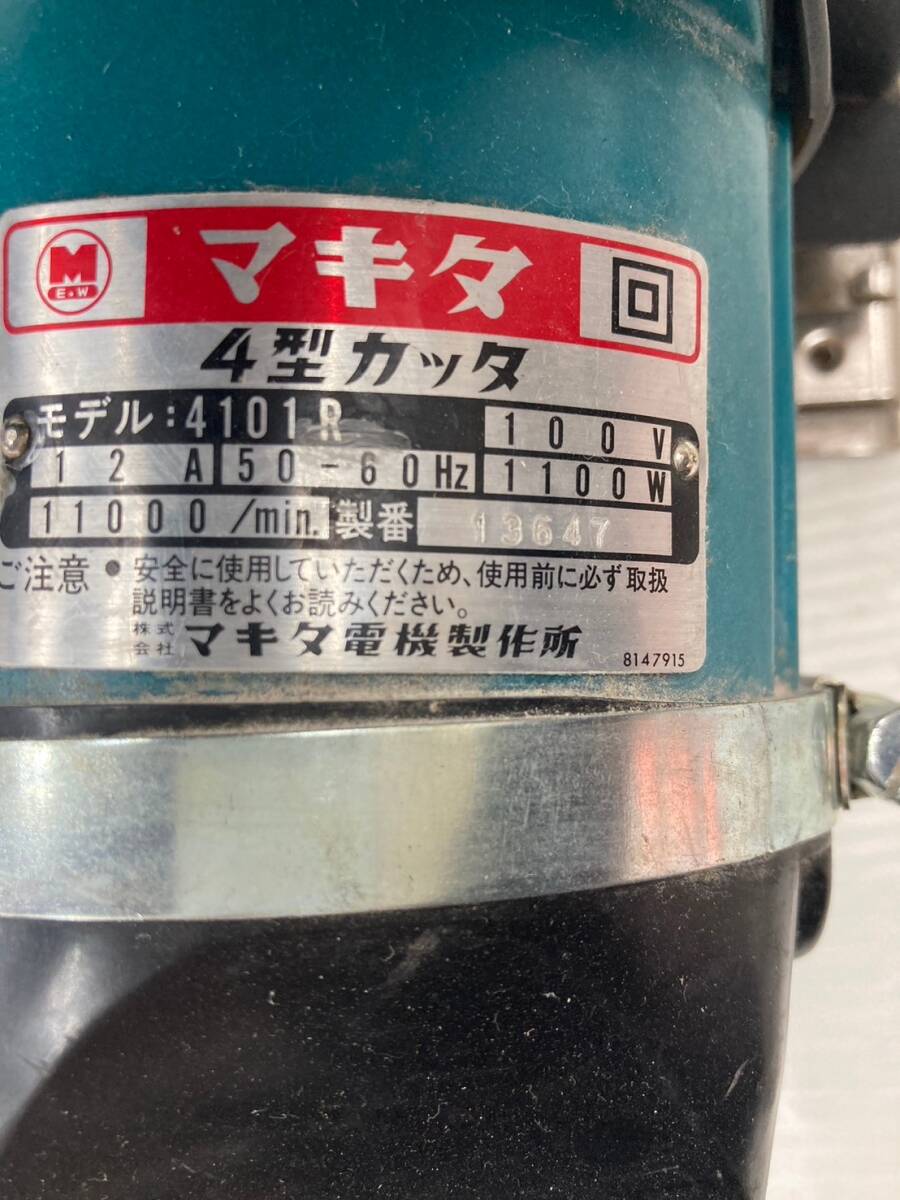 M
E & W
マキタ
4型カッタ
モデル:4101R 100V
12A 50-60Hz 1100W
11000/min. 製番 13647
ご注意 • 安全に使用していただくため、使用前に必ず取扱
説明書をよくお読みください。
株式会社 マキタ電機製作所 8147915